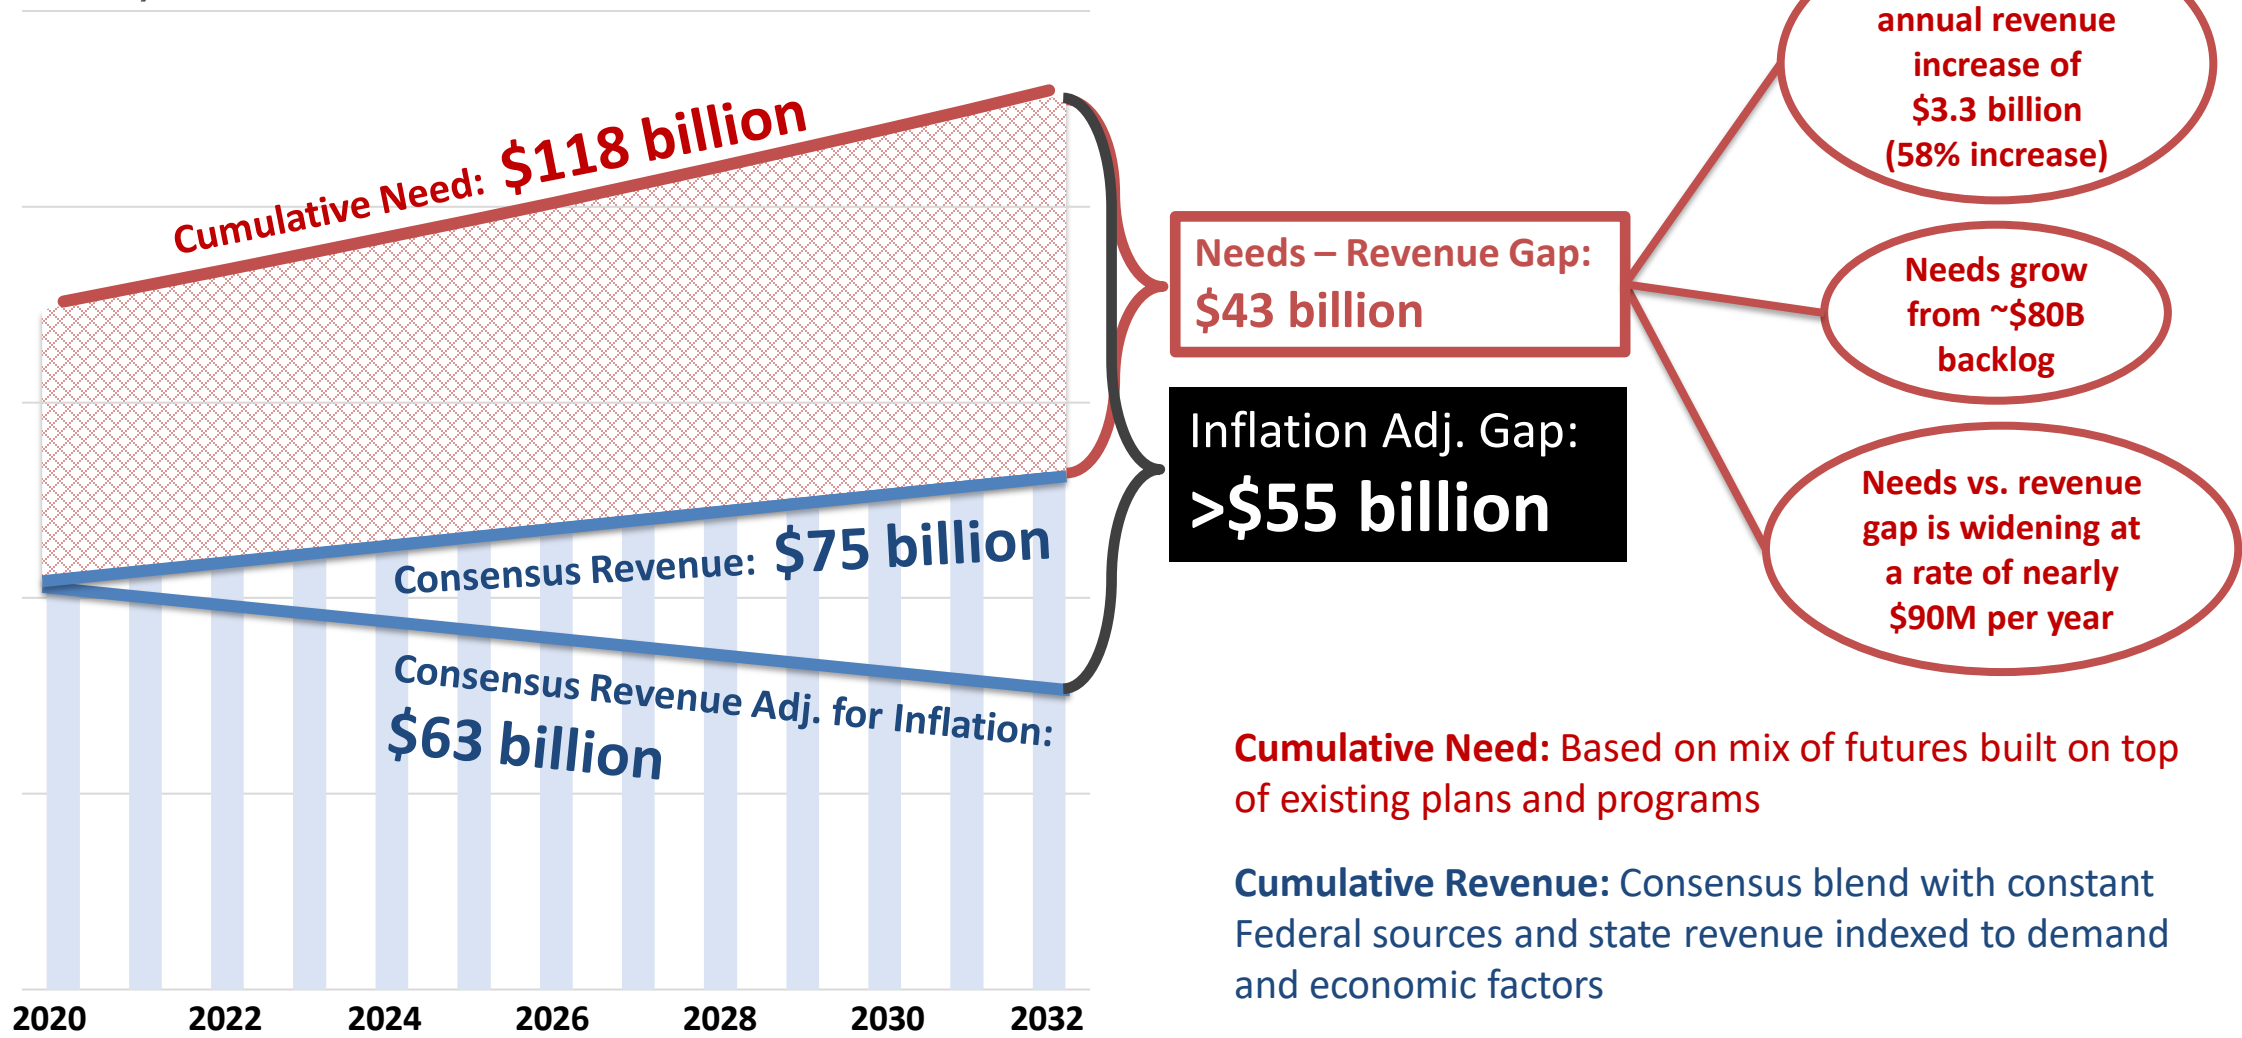 Cumulative Need: $118 billion
Consensus Revenue: $75 billion
Consensus Revenue Adj. for Inflation:
$63 billion
2020 2022 2024 2026 2028 2030 2032
Needs – Revenue Gap:
$43 billion
Inflation Adj. Gap:
>$55 billion
annual revenue
increase of
$3.3 billion
(58% increase)
Needs grow
from ~$80B
backlog
Needs vs. revenue
gap is widening at
a rate of nearly
$90M per year
Cumulative Need: Based on mix of futures built on top
of existing plans and programs
Cumulative Revenue: Consensus blend with constant
Federal sources and state revenue indexed to demand
and economic factors